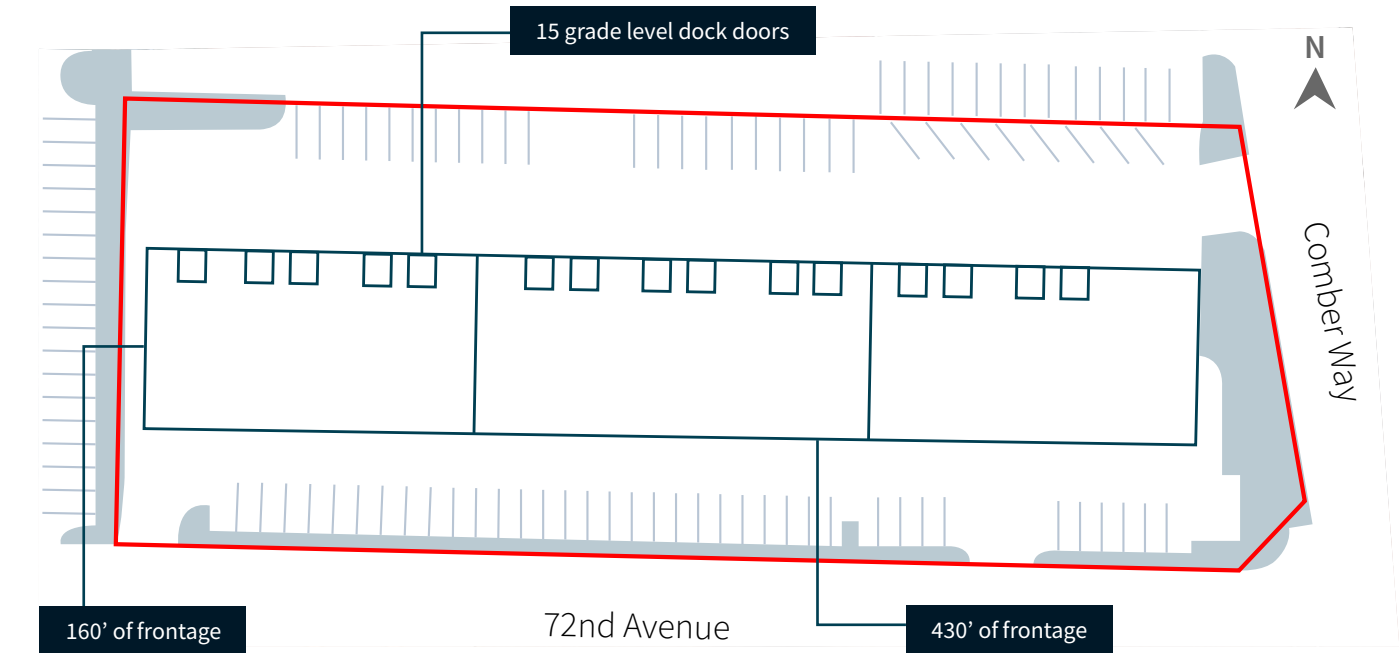 15 grade level dock doors
N
Comber Way
160’ of frontage
72nd Avenue
430’ of frontage